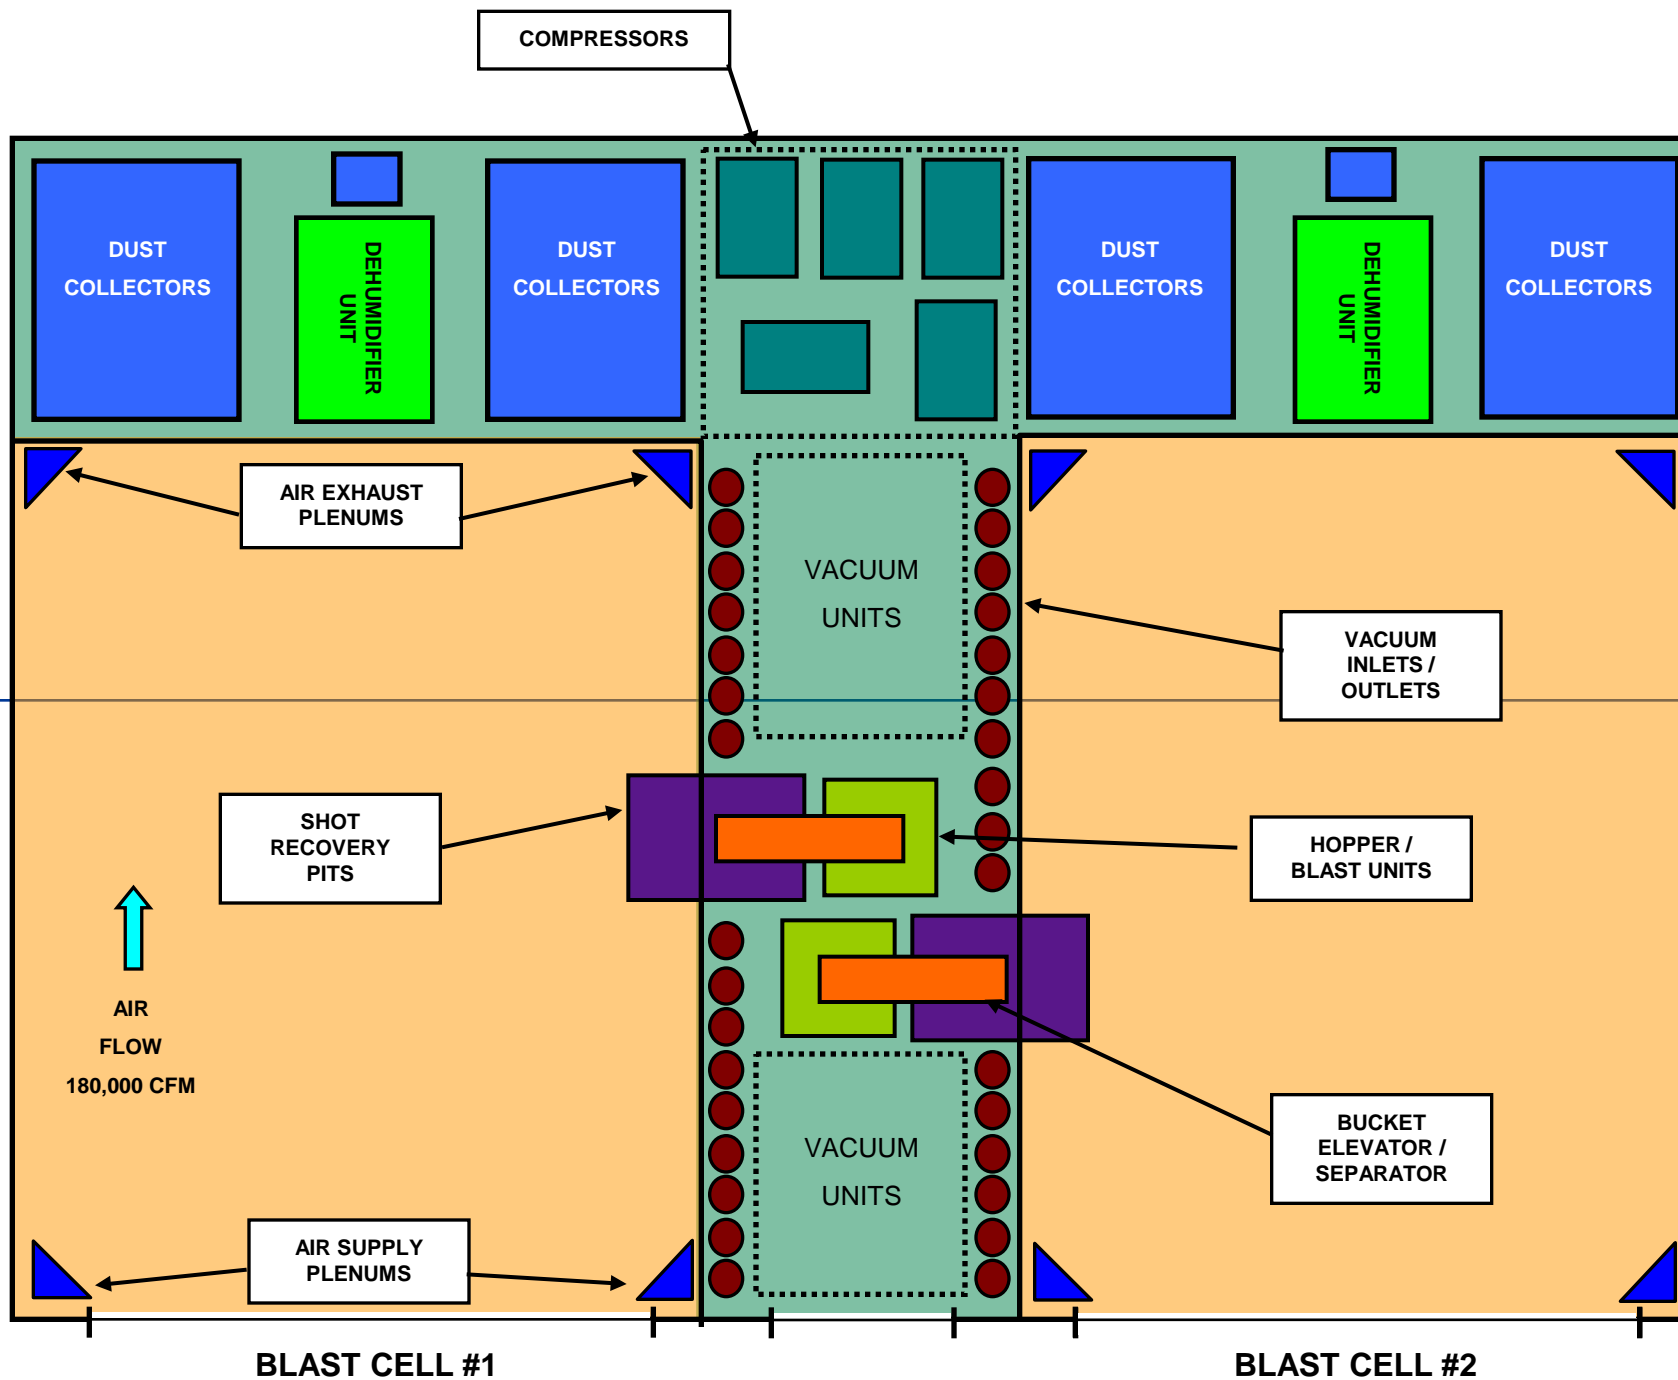 COMPRESSORS
DUST
COLLECTORS
DEHUMIDIFIER
UNIT
DUST
COLLECTORS
DUST
COLLECTORS
DEHUMIDIFIER
UNIT
DUST
COLLECTORS
AIR EXHAUST
PLENUMS
VACUUM
UNITS
VACUUM
INLETS /
OUTLETS
SHOT
RECOVERY
PITS
HOPPER /
BLAST UNITS
AIR
FLOW
180,000 CFM
VACUUM
UNITS
BUCKET
ELEVATOR /
SEPARATOR
AIR SUPPLY
PLENUMS
BLAST CELL #1
BLAST CELL #2